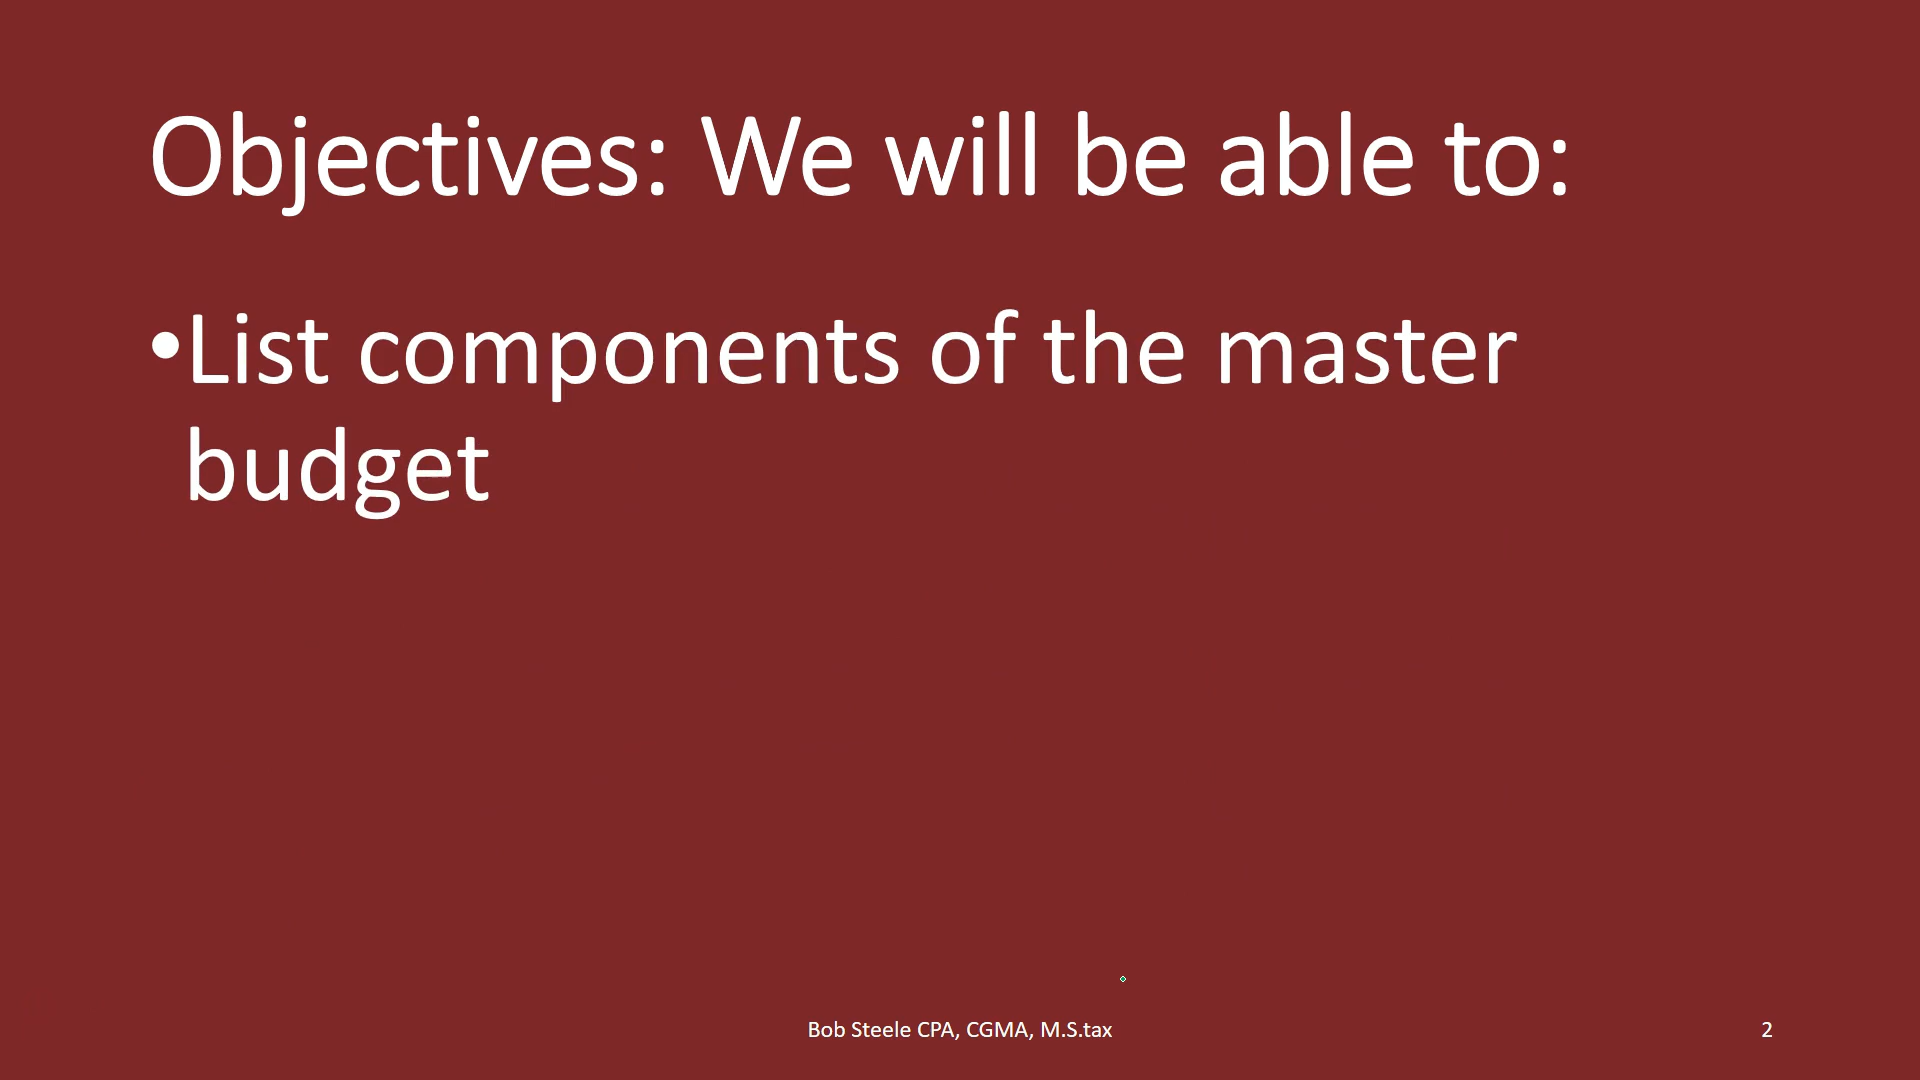 Objectives: We will be able to:
•List components of the master
budget
Bob Steele CPA, CGMA, M.S.tax
2